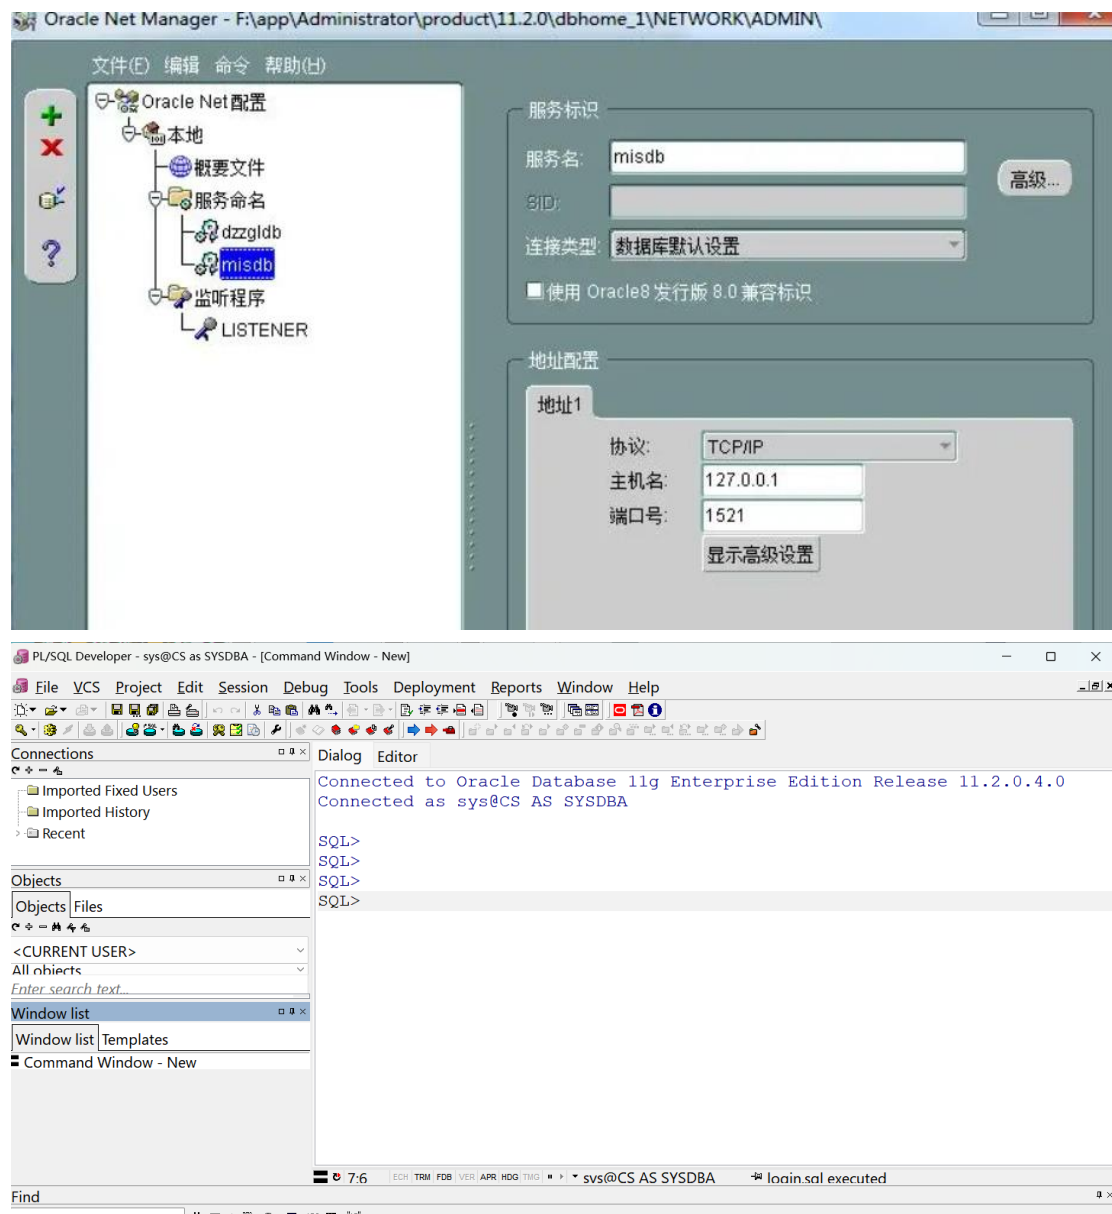 Oracle Net Manager - F:\app\Administrator\product\11.2.0\dbhome_1\NETWORK\ADMIN\
文件(F) 编辑 命令 帮助(H)
Oracle Net 配置
本地
概要文件
服务命名
dzzgldb
misdb
监听程序
LISTENER
服务标识
服务名: misdb
高级...
SID:
连接类型: 数据库默认设置
使用 Oracle8 发行版 8.0 兼容标识
地址配置
地址1
协议: TCP/IP
主机名: 127.0.0.1
端口号: 1521
显示高级设置
PL/SQL Developer - sys@CS as SYSDBA - [Command Window - New]
File VCS Project Edit Session Debug Tools Deployment Reports Window Help
Connections
Imported Fixed Users
Imported History
Recent
Objects
Objects Files
<CURRENT USER>
All objects
Enter search text...
Window list
Window list Templates
Command Window - New
Dialog Editor
Connected to Oracle Database 11g Enterprise Edition Release 11.2.0.4.0
Connected as sys@CS AS SYSDBA
SQL>
SQL>
SQL>
SQL>
7:6 ECH TRM FDB VER APR HDG TMG sys@CS AS SYSDBA login.sql executed
Find